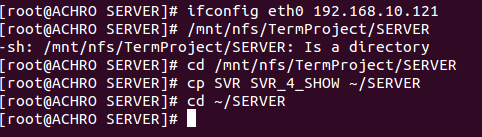 [root@ACHRO SERVER]# ifconfig eth0 192.168.10.121
[root@ACHRO SERVER]# /mnt/nfs/TermProject/SERVER
-sh: /mnt/nfs/TermProject/SERVER: Is a directory
[root@ACHRO SERVER]# cd /mnt/nfs/TermProject/SERVER
[root@ACHRO SERVER]# cp SVR SVR_4_SHOW ~/SERVER
[root@ACHRO SERVER]# cd ~/SERVER
[root@ACHRO SERVER]#